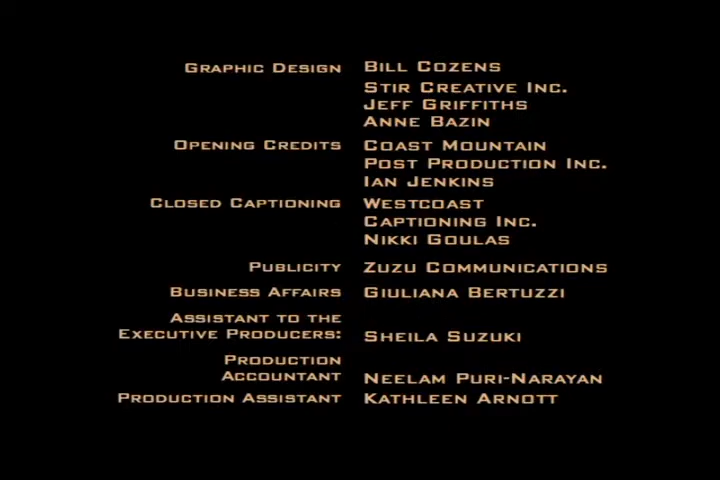 Graphic Design Bill Cozens
Stir Creative Inc.
Jeff Griffiths
Anne Bazin
Opening Credits Coast Mountain
Post Production Inc.
Ian Jenkins
Closed Captioning Westcoast
Captioning Inc.
Nikki Goulas
Publicity Zuzu Communications
Business Affairs Giuliana Bertuzzi
Assistant to the
Executive Producers: Sheila Suzuki
Production
Accountant Neelam Puri-Narayan
Production Assistant Kathleen Arnott